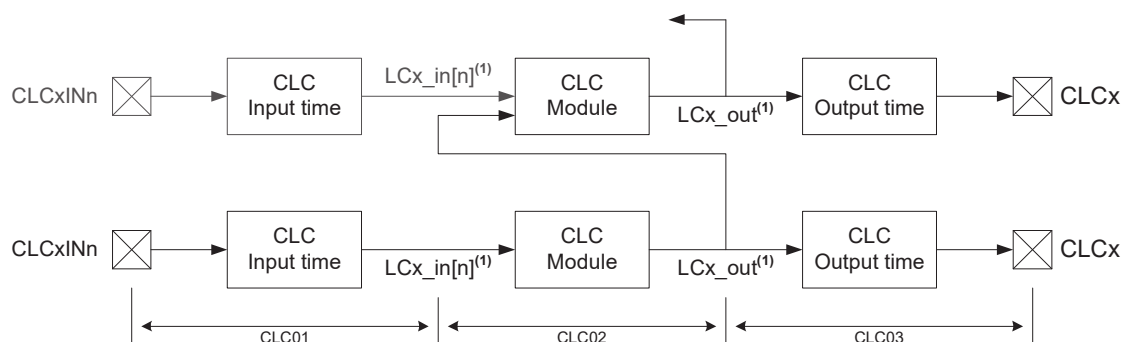 CLCxINn
CLC
Input time
LCx_in[n](1)
CLC
Module
LCx_out(1)
CLC
Output time
CLCx
CLCxINn
CLC
Input time
LCx_in[n](1)
CLC
Module
LCx_out(1)
CLC
Output time
CLCx
CLC01
CLC02
CLC03